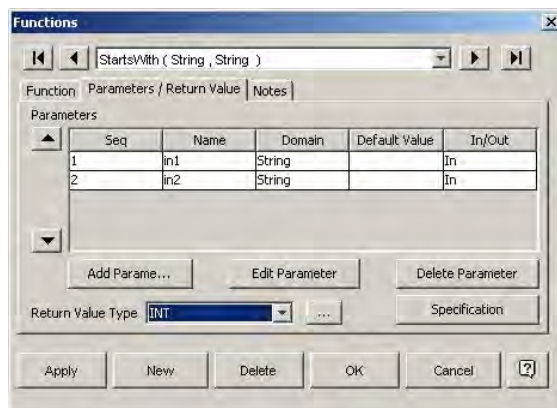 Functions
StartsWith ( String , String )
Function Parameters / Return Value Notes
Parameters
Seq Name Domain Default Value In/Out
1 in1 String In
2 in2 String In
Add Parame... Edit Parameter Delete Parameter
Return Value Type INT ... Specification
Apply New Delete OK Cancel ?